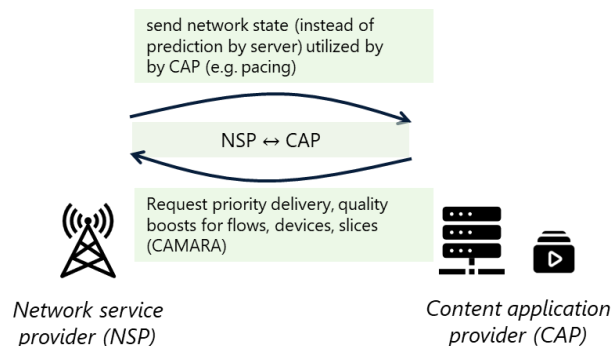 send network state (instead of
prediction by server) utilized by
by CAP (e.g. pacing)
NSP ↔ CAP
Request priority delivery, quality
boosts for flows, devices, slices
(CAMARA)
Network service
provider (NSP)
Content application
provider (CAP)